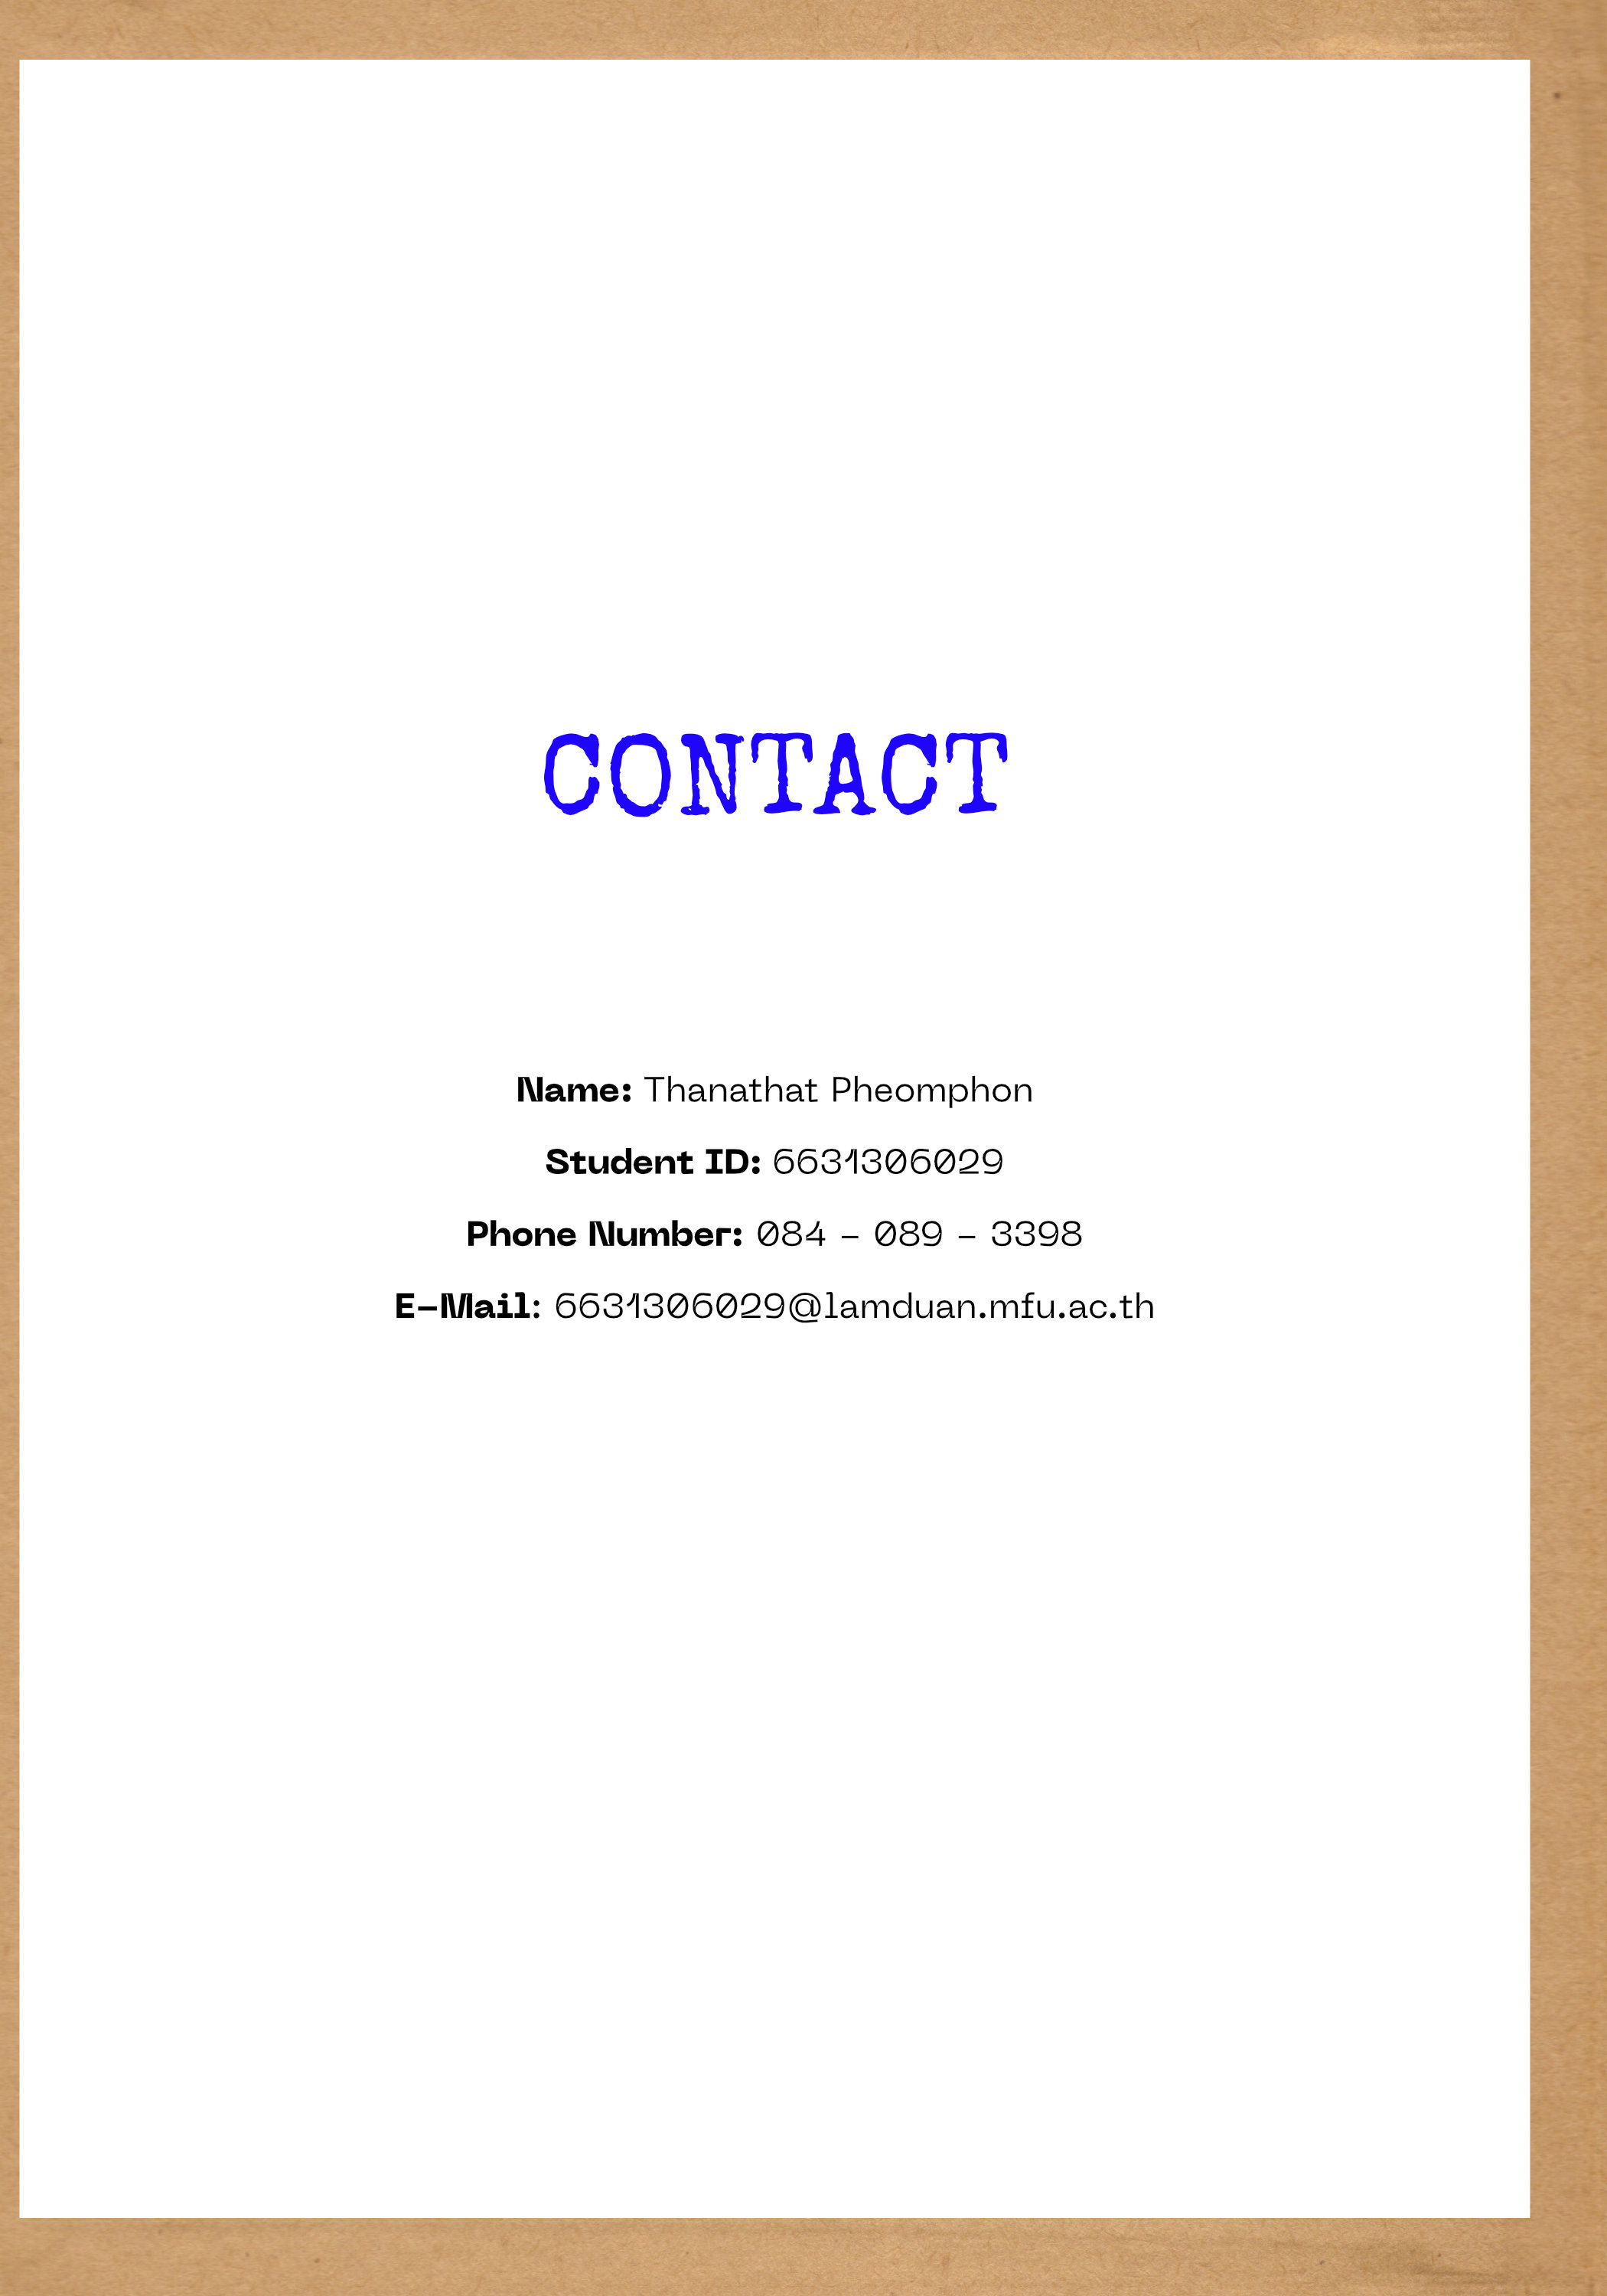 CONTACT
Name: Thanathat Pheomphon
Student ID: 6631306029
Phone Number: 084 - 089 - 3398
E-Mail: 6631306029@lamduan.mfu.ac.th